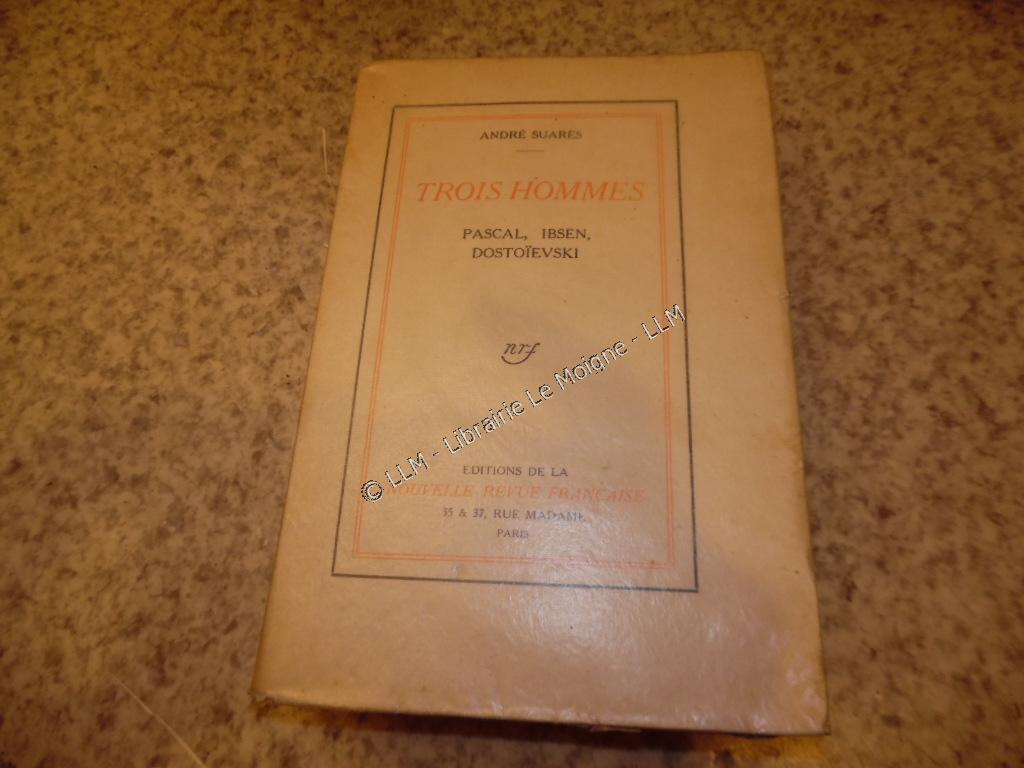 ANDRÉ SUARÈS
TROIS HOMMES
PASCAL, IBSEN,
DOSTOÏEVSKI
nrf
© LLM - Librairie Le Moigne - LLM
EDITIONS DE LA
NOUVELLE REVUE FRANÇAISE
35 & 37, RUE MADAME
PARIS